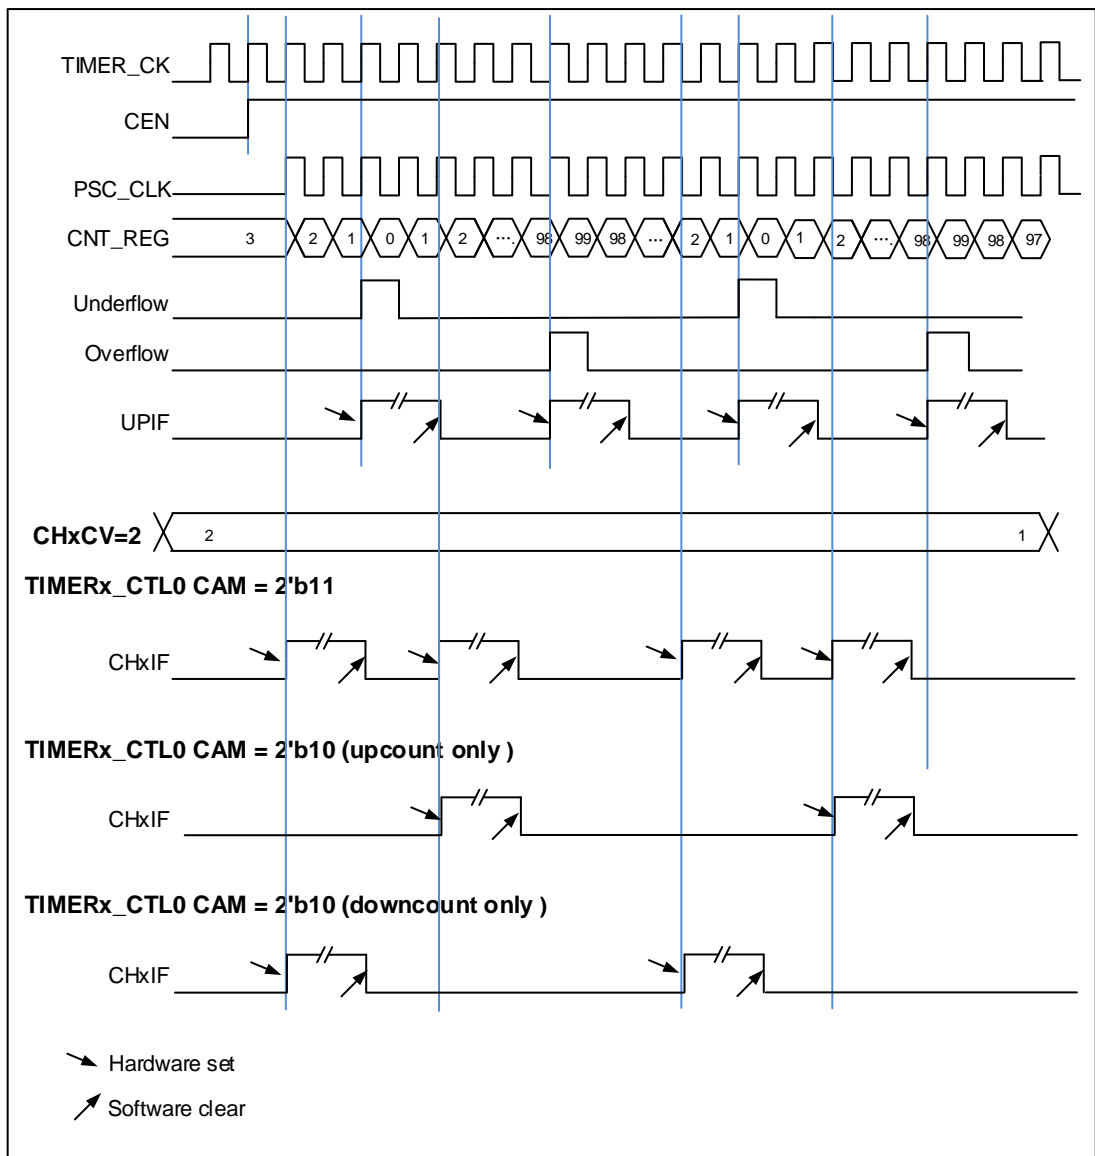 TIMER_CK
CEN
PSC_CLK
CNT_REG 3 2 1 0 1 2 .... 98 99 98 ... 2 1 0 1 2 .... 98 99 98 97
Underflow
Overflow
UPIF
CHxCV=2 2 1
TIMERx_CTL0 CAM = 2'b11
CHxIF
TIMERx_CTL0 CAM = 2'b10 (upcount only )
CHxIF
TIMERx_CTL0 CAM = 2'b10 (downcount only )
CHxIF
Hardware set
Software clear